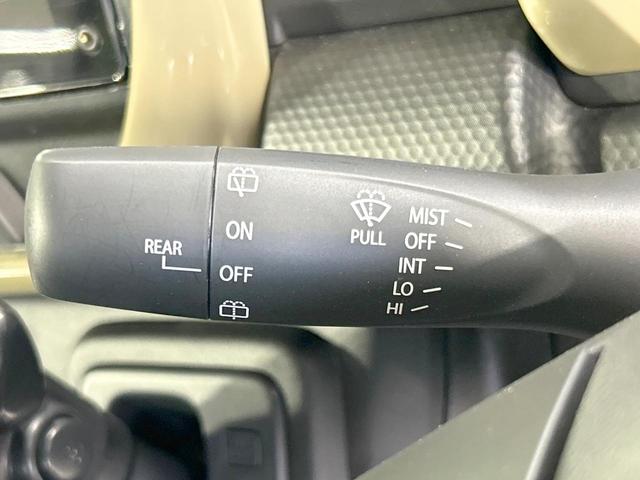 REAR
ON
OFF
PULL
MIST
OFF
INT
LO
HI